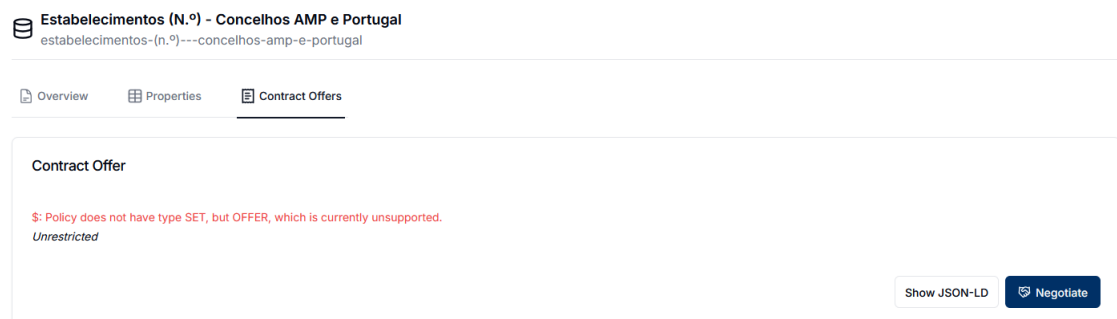 Estabelecimentos (N.º) - Concelhos AMP e Portugal
estabelecimentos-(n.º)---concelhos-amp-e-portugal
Overview Properties Contract Offers
Contract Offer
$: Policy does not have type SET, but OFFER, which is currently unsupported.
Unrestricted
Show JSON-LD Negotiate